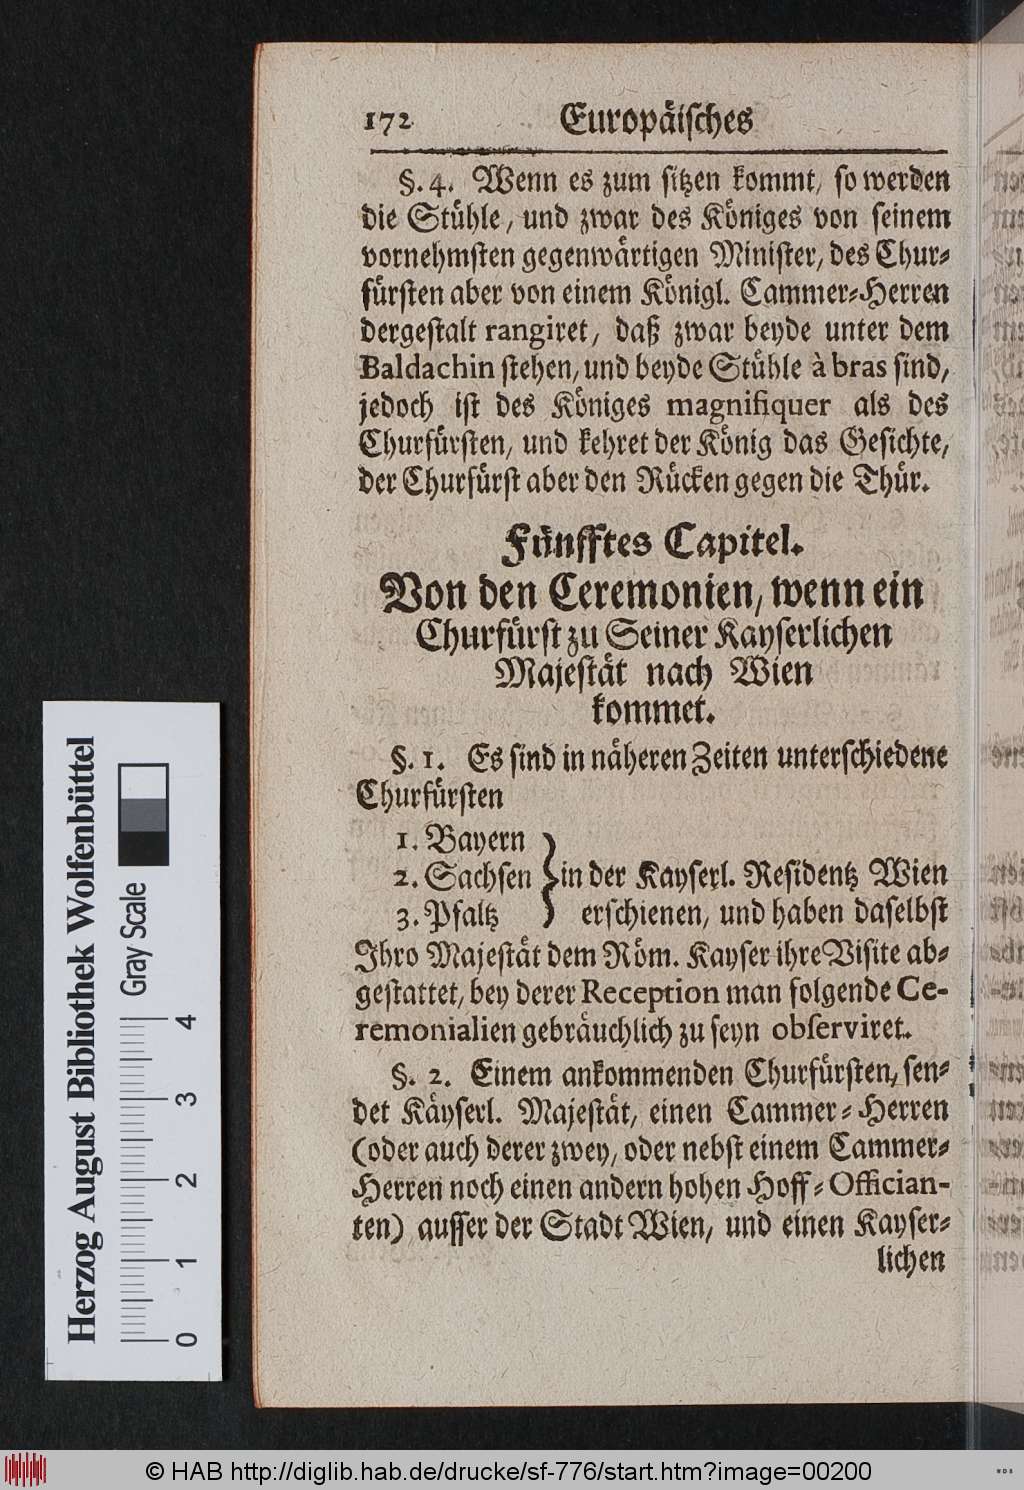 172 Europäisches
§. 4. Wenn es zum sitzen kommt, so werden
die Stühle, und zwar des Königes von seinem
vornehmsten gegenwärtigen Minister, des Chur-
fürsten aber von einem Königl. Cammer-Herren
dergestalt rangiret, daß zwar beyde unter dem
Baldachin stehen, und beyde Stühle à bras sind,
jedoch ist des Königes magnifiquer als des
Churfürsten, und kehret der König das Gesichte,
der Churfürst aber den Rücken gegen die Thür.
Fünfftes Capitel.
Von den Ceremonien, wenn ein
Churfürst zu Seiner Kayserlichen
Majestät nach Wien
kommet.
§. 1. Es sind in näheren Zeiten unterschiedene
Churfürsten
1. Bayern
2. Sachsen } in der Kayserl. Residentz Wien
3. Pfaltz erschienen, und haben daselbst
Ihro Majestät dem Röm. Kayser ihre Visite ab-
gestattet, bey derer Reception man folgende Ce-
remonialien gebräuchlich zu seyn observiret.
§. 2. Einem ankommenden Churfürsten, sen-
det Käyserl. Majestät, einen Cammer-Herren
(oder auch derer zwey, oder nebst einem Cammer-
Herren noch einen andern hohen Hoff-Offician-
ten) ausser der Stadt Wien, und einen Kayser-
lichen
Herzog August Bibliothek Wolfenbüttel
Gray Scale
0 1 2 3 4
© HAB http://diglib.hab.de/drucke/sf-776/start.htm?image=00200